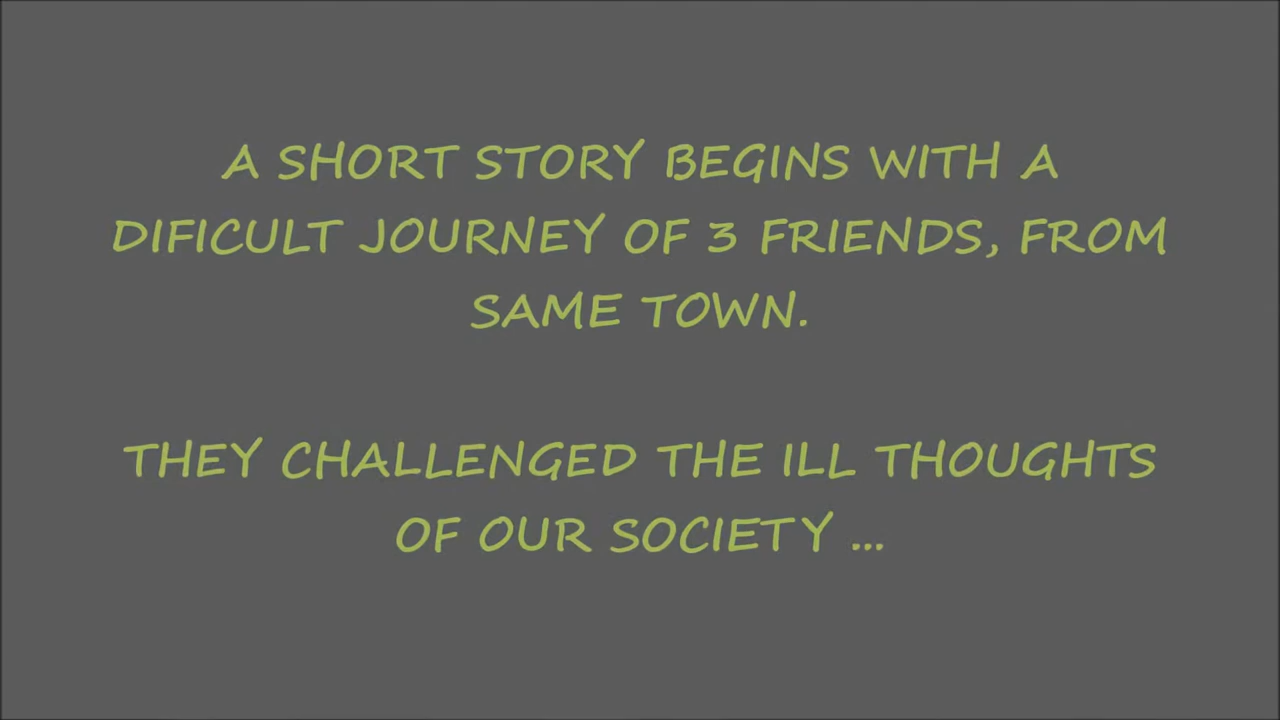 A SHORT STORY BEGINS WITH A
DIFICULT JOURNEY OF 3 FRIENDS, FROM
SAME TOWN.
THEY CHALLENGED THE ILL THOUGHTS
OF OUR SOCIETY ...